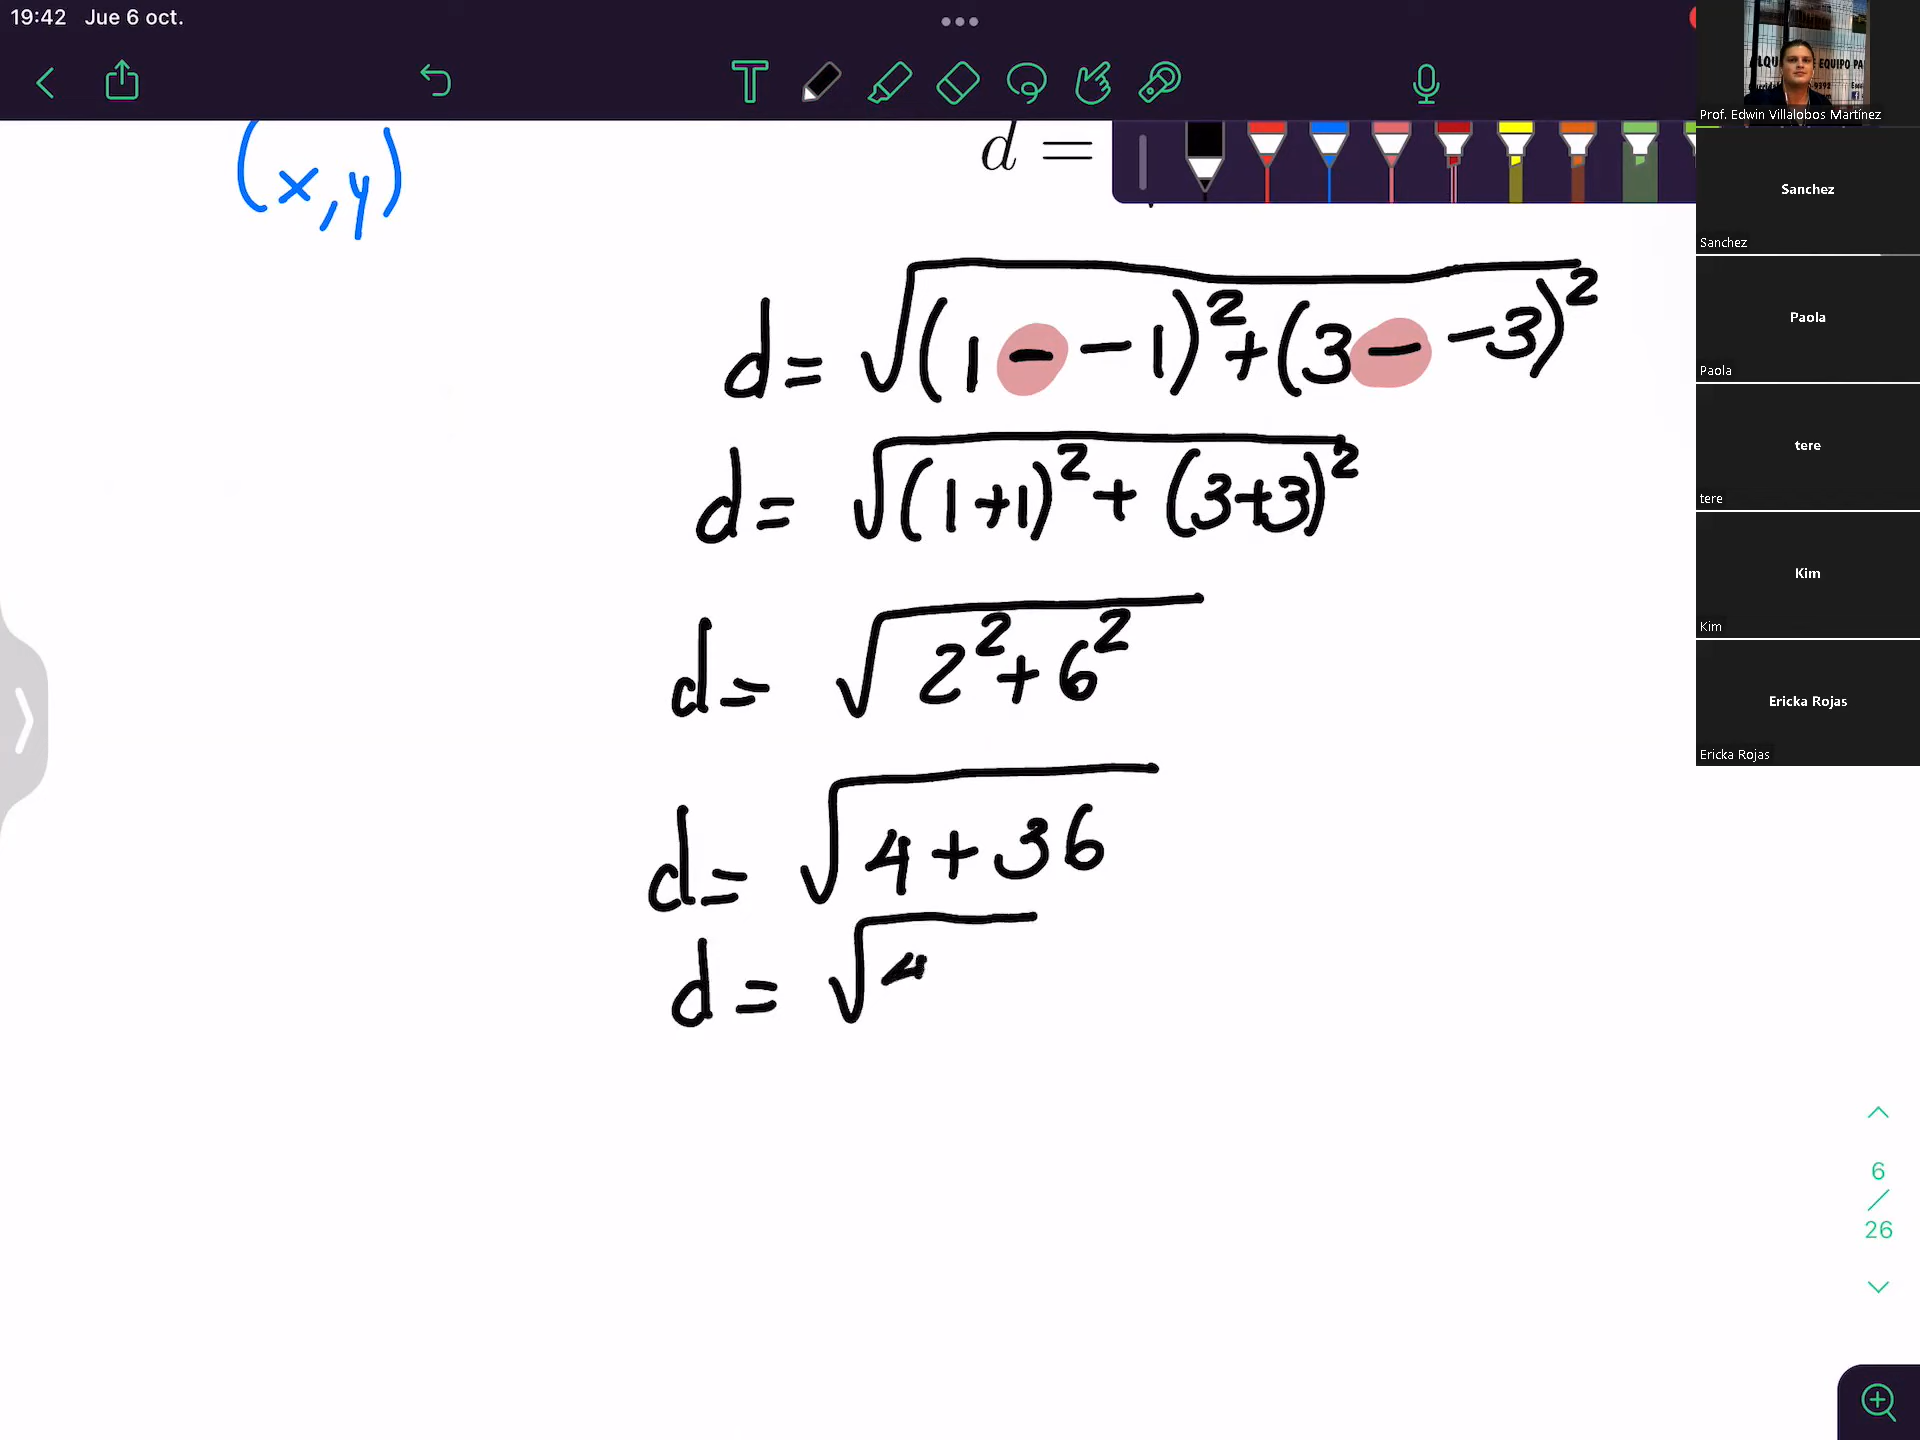 19:42 Jue 6 oct.
Prof. Edwin Villalobos Martínez
Sanchez
Sanchez
Paola
Paola
tere
tere
Kim
Kim
Ericka Rojas
Ericka Rojas
(x,y)
d =
d= √(1 - -1)²+(3 - -3)²
d= √(1+1)² + (3+3)²
d= √2²+ 6²
d= √4 + 36
d = √4
6
/
26